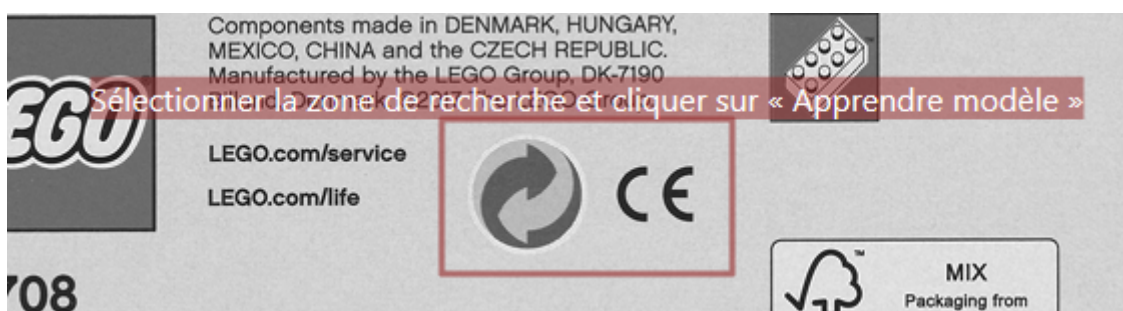 Components made in DENMARK, HUNGARY,
MEXICO, CHINA and the CZECH REPUBLIC.
Manufactured by the LEGO Group, DK-7190
Sélectionner la zone de recherche et cliquer sur « Apprendre modèle »
LEGO
LEGO.com/service
LEGO.com/life
CE
708
MIX
Packaging from